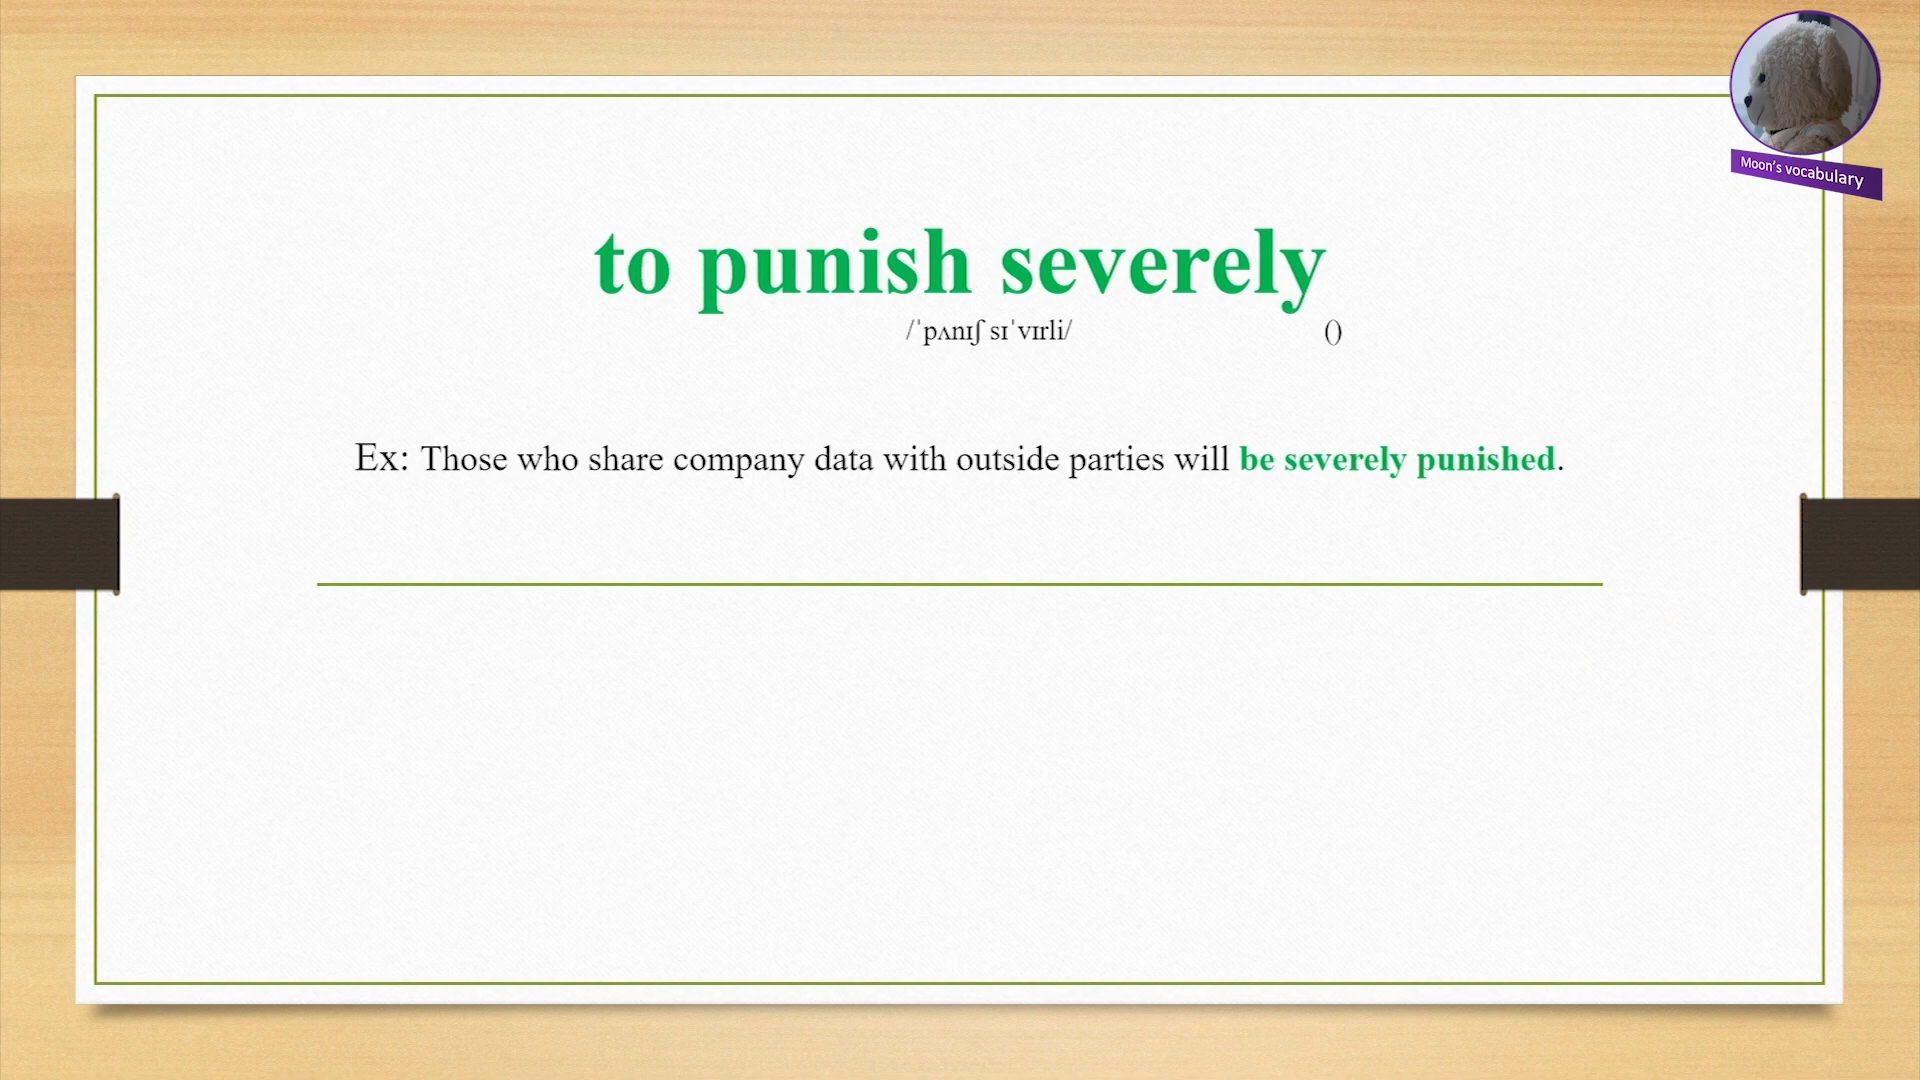 Moon's vocabulary
to punish severely
/ˈpʌnɪʃ sɪˈvɪrli/ ()
Ex: Those who share company data with outside parties will be severely punished.